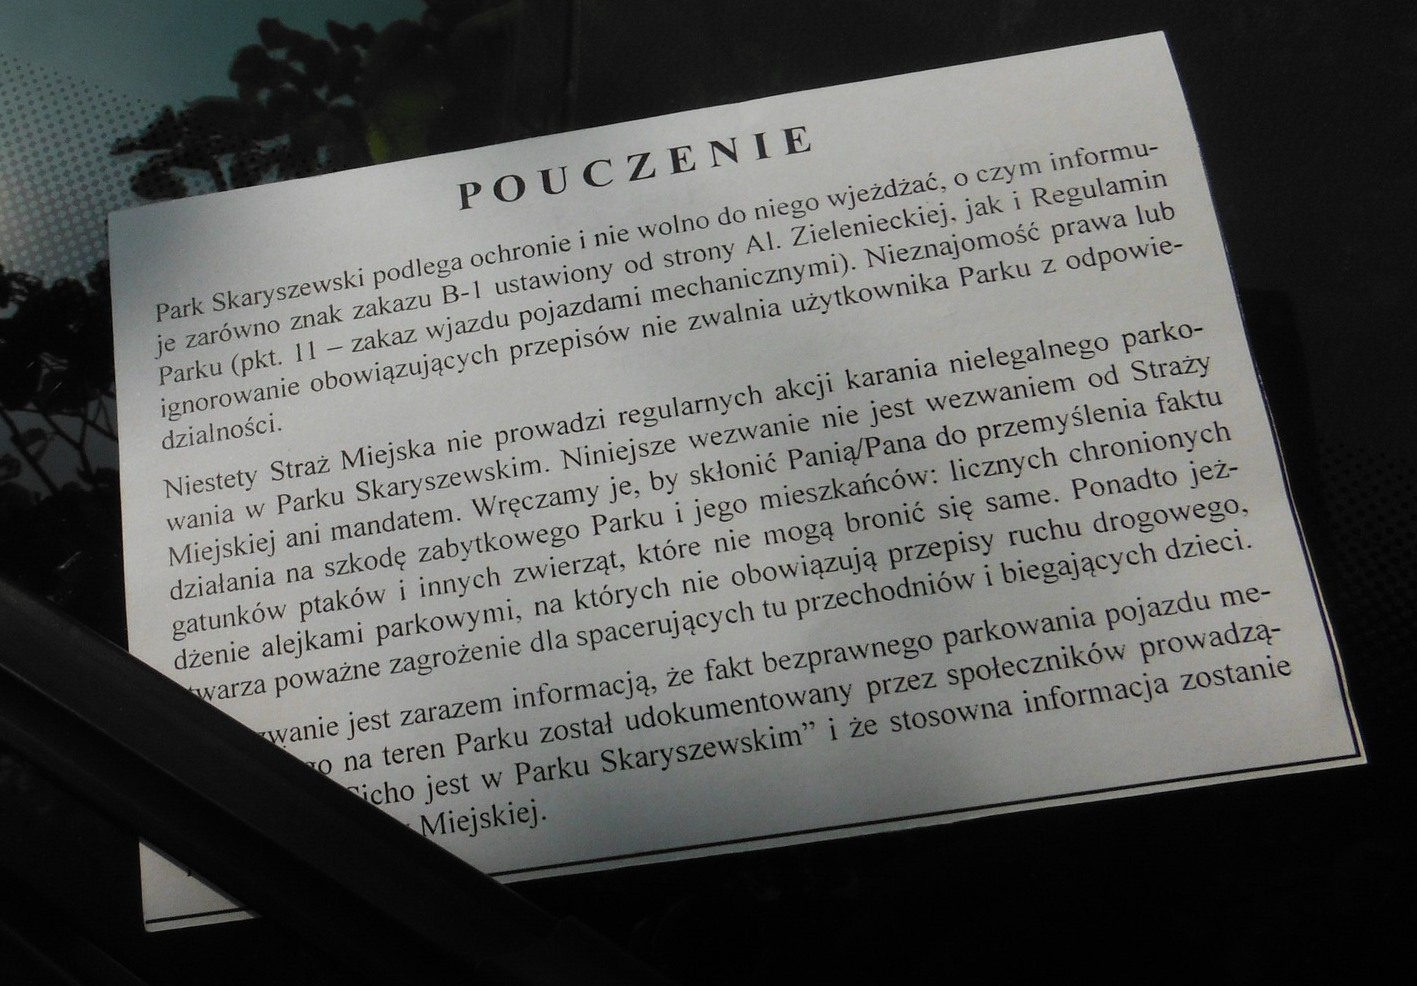 POUCZENIE
Park Skaryszewski podlega ochronie i nie wolno do niego wjeżdżać, o czym informu-
je zarówno znak zakazu B-1 ustawiony od strony Al. Zielenieckiej, jak i Regulamin
Parku (pkt. 11 – zakaz wjazdu pojazdami mechanicznymi). Nieznajomość prawa lub
ignorowanie obowiązujących przepisów nie zwalnia użytkownika Parku z odpowie-
dzialności.
Niestety Straż Miejska nie prowadzi regularnych akcji karania nielegalnego parko-
wania w Parku Skaryszewskim. Niniejsze wezwanie nie jest wezwaniem od Straży
Miejskiej ani mandatem. Wręczamy je, by skłonić Panią/Pana do przemyślenia faktu
działania na szkodę zabytkowego Parku i jego mieszkańców: licznych chronionych
gatunków ptaków i innych zwierząt, które nie mogą bronić się same. Ponadto jeż-
dżenie alejkami parkowymi, na których nie obowiązują przepisy ruchu drogowego,
warza poważne zagrożenie dla spacerujących tu przechodniów i biegających dzieci.
wanie jest zarazem informacją, że fakt bezprawnego parkowania pojazdu me-
go na teren Parku został udokumentowany przez społeczników prowadzą-
Cicho jest w Parku Skaryszewskim” i że stosowna informacja zostanie
Miejskiej.